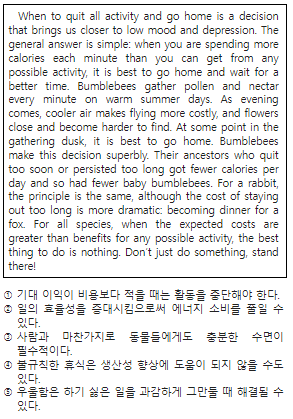 When to quit all activity and go home is a decision
that brings us closer to low mood and depression. The
general answer is simple: when you are spending more
calories each minute than you can get from any
possible activity, it is best to go home and wait for a
better time. Bumblebees gather pollen and nectar
every minute on warm summer days. As evening
comes, cooler air makes flying more costly, and flowers
close and become harder to find. At some point in the
gathering dusk, it is best to go home. Bumblebees
make this decision superbly. Their ancestors who quit
too soon or persisted too long got fewer calories per
day and so had fewer baby bumblebees. For a rabbit,
the principle is the same, although the cost of staying
out too long is more dramatic: becoming dinner for a
fox. For all species, when the expected costs are
greater than benefits for any possible activity, the best
thing to do is nothing. Don't just do something, stand
there!
① 기대 이익이 비용보다 적을 때는 활동을 중단해야 한다.
② 일의 효율성을 증대시킴으로써 에너지 소비를 줄일 수
있다.
③ 사람과 마찬가지로 동물들에게도 충분한 수면이
필수적이다.
④ 불규칙한 휴식은 생산성 향상에 도움이 되지 않을 수도
있다.
⑤ 우울함은 하기 싫은 일을 과감하게 그만둘 때 해결될 수
있다.